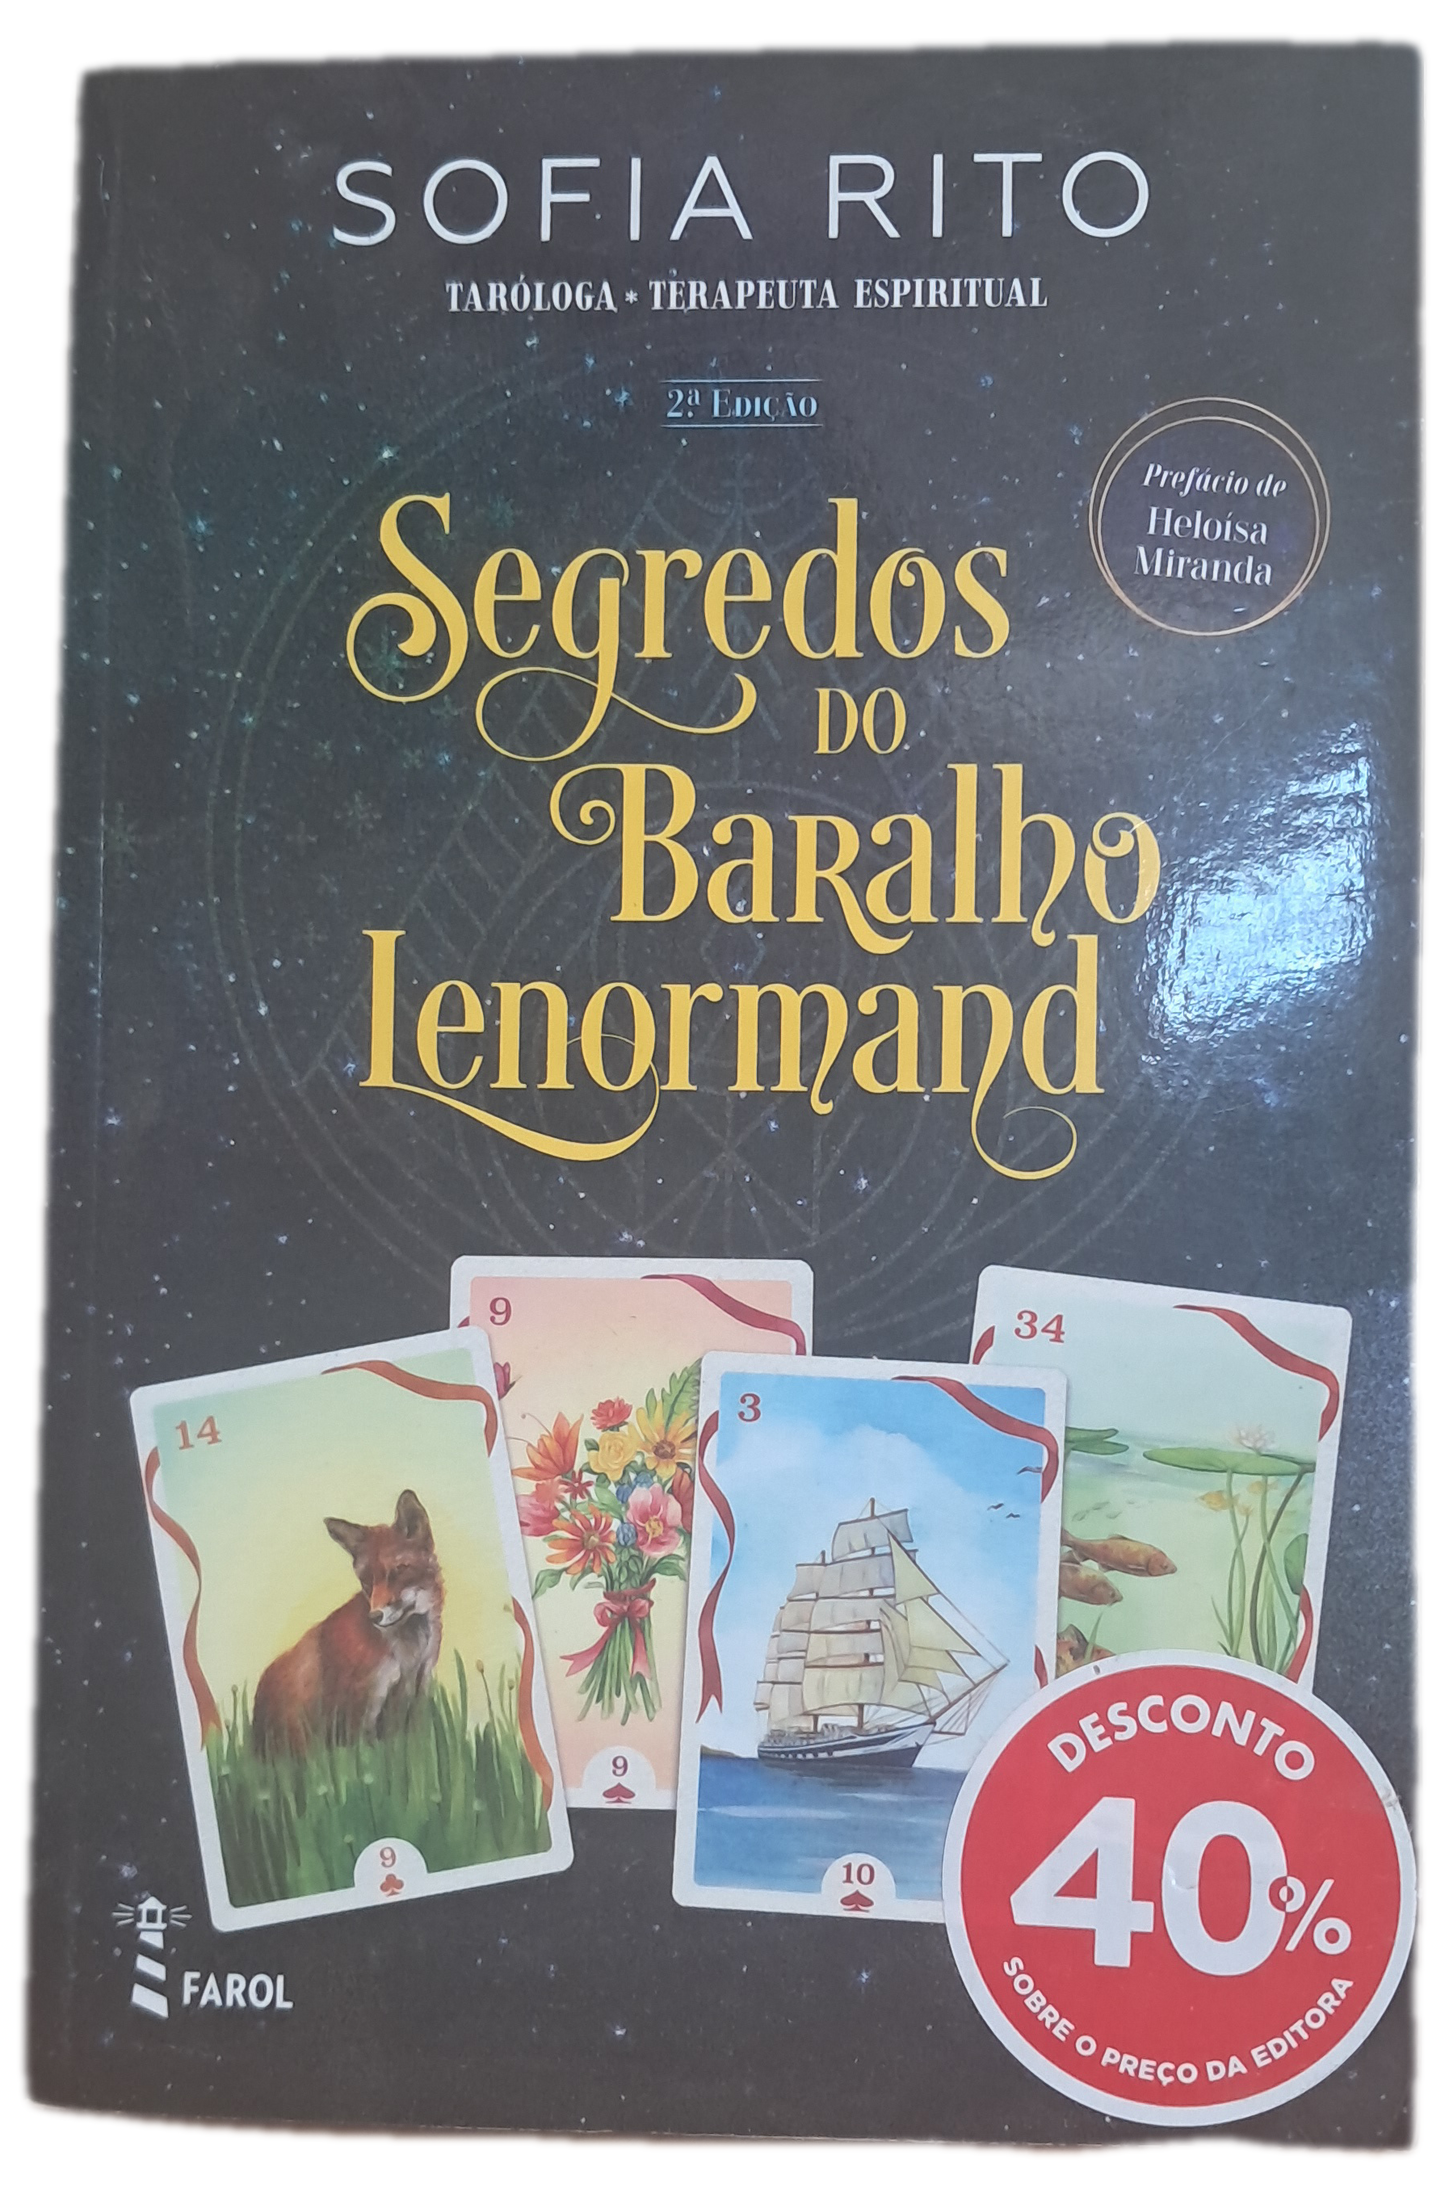 SOFIA RITO
TARÓLOGA * TERAPEUTA ESPIRITUAL
2.ª EDIÇÃO
Prefácio de
Heloísa
Miranda
Segredos
DO
Baralho
Lenormand
9
34
14
3
9
9
10
DESCONTO
40%
SOBRE O PREÇO DA EDITORA
FAROL